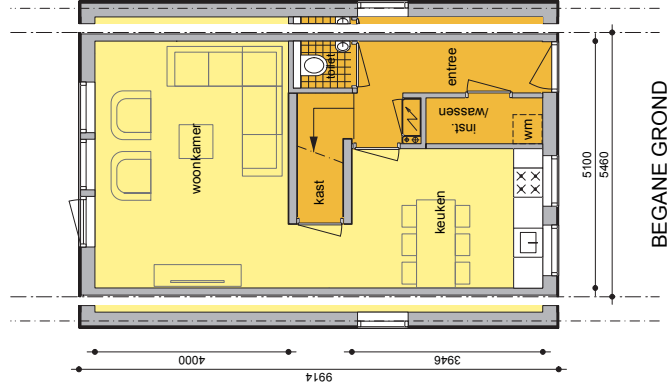 toilet
entree
woonkamer
inst.
/wassen
wm
kast
keuken
5100
5460
BEGANE GROND
4000
3946
9914